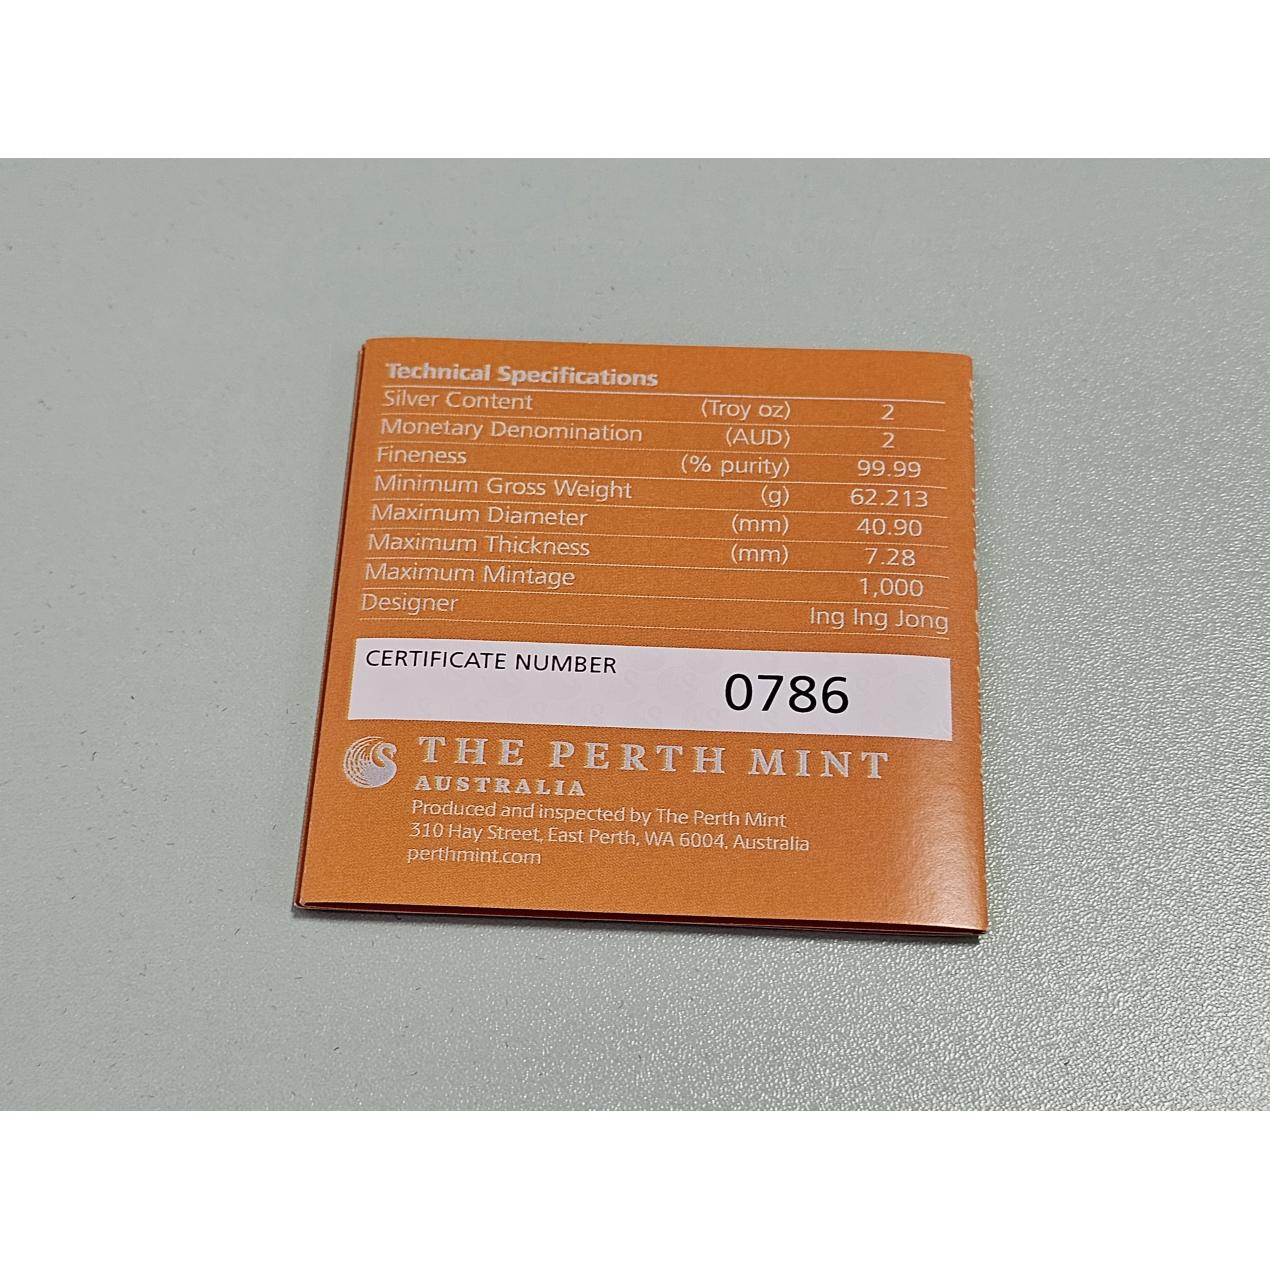 Technical Specifications
Silver Content (Troy oz) 2
Monetary Denomination (AUD) 2
Fineness (% purity) 99.99
Minimum Gross Weight (g) 62.213
Maximum Diameter (mm) 40.90
Maximum Thickness (mm) 7.28
Maximum Mintage 1,000
Designer Ing Ing Jong
CERTIFICATE NUMBER 0786
THE PERTH MINT
AUSTRALIA
Produced and inspected by The Perth Mint
310 Hay Street, East Perth, WA 6004, Australia
perthmint.com